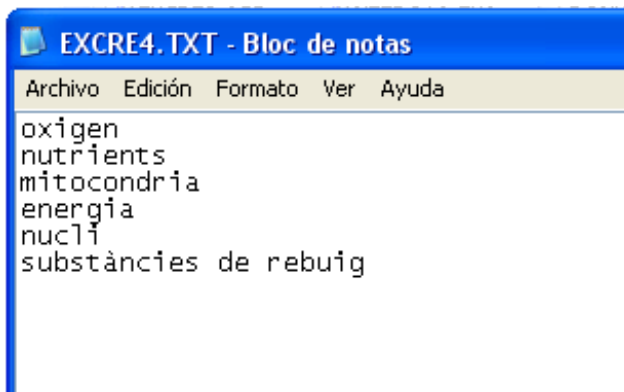 EXCRE4.TXT - Bloc de notas
Archivo Edición Formato Ver Ayuda
oxigen
nutrients
mitocondria
energia
nucli
substàncies de rebuig